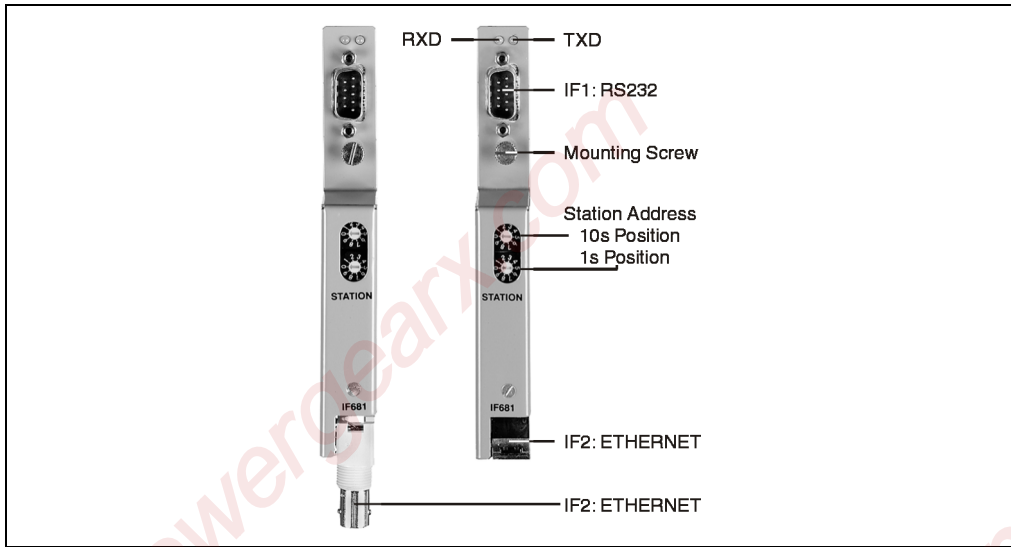 RXD
TXD
IF1: RS232
Mounting Screw
Station Address
10s Position
1s Position
STATION
STATION
IF681
IF681
IF2: ETHERNET
IF2: ETHERNET
wergearx.com